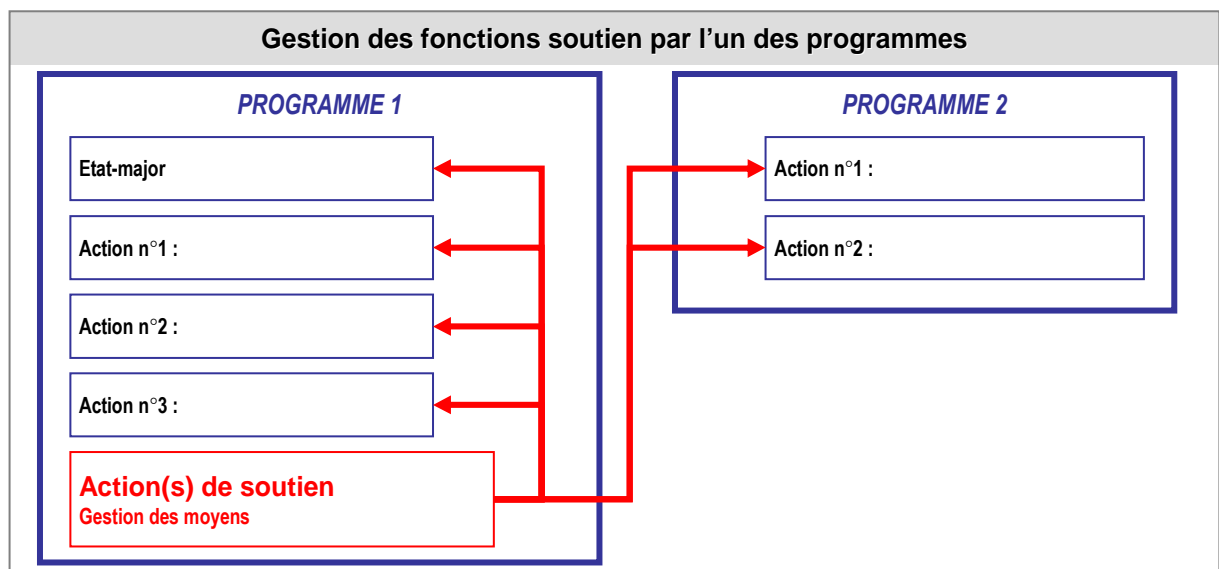 Gestion des fonctions soutien par l'un des programmes
PROGRAMME 1
Etat-major
Action n°1 :
Action n°2 :
Action n°3 :
Action(s) de soutien
Gestion des moyens
PROGRAMME 2
Action n°1 :
Action n°2 :